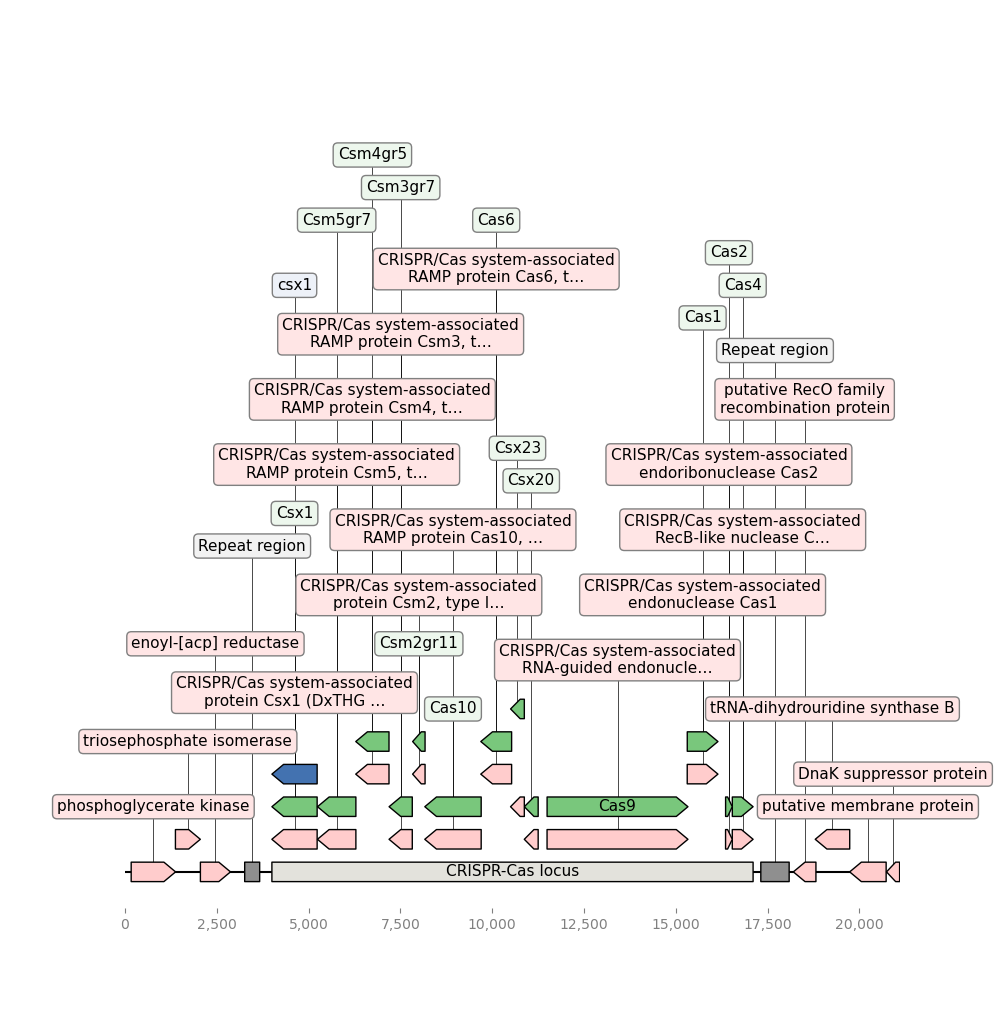 Csm4gr5
Csm3gr7
Csm5gr7
Cas6
Cas2
CRISPR/Cas system-associated
RAMP protein Cas6, t...
csx1
Cas4
Cas1
CRISPR/Cas system-associated
RAMP protein Csm3, t...
Repeat region
CRISPR/Cas system-associated
RAMP protein Csm4, t...
putative RecO family
recombination protein
Csx23
CRISPR/Cas system-associated
RAMP protein Csm5, t...
CRISPR/Cas system-associated
endoribonuclease Cas2
Csx20
Csx1
CRISPR/Cas system-associated
RAMP protein Cas10, ...
CRISPR/Cas system-associated
RecB-like nuclease C...
Repeat region
CRISPR/Cas system-associated
protein Csm2, type I...
CRISPR/Cas system-associated
endonuclease Cas1
enoyl-[acp] reductase
Csm2gr11
CRISPR/Cas system-associated
RNA-guided endonucle...
CRISPR/Cas system-associated
protein Csx1 (DxTHG ...
Cas10
tRNA-dihydrouridine synthase B
triosephosphate isomerase
DnaK suppressor protein
phosphoglycerate kinase
Cas9
putative membrane protein
CRISPR-Cas locus
0 2,500 5,000 7,500 10,000 12,500 15,000 17,500 20,000